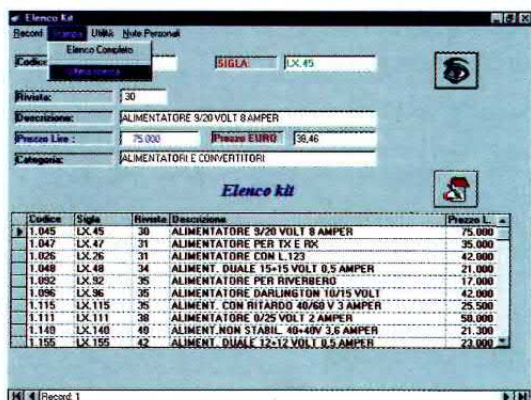 Elenco Kit
Record Stampa Utilità Note Personali
Elenco Completo
Codice
SIGLA: LX.45
Rivista: 30
Descrizione: ALIMENTATORE 9/20 VOLT 8 AMPER
Prezzo Lire : 75.000 Prezzo EURO 38,46
Categoria: ALIMENTATORI E CONVERTITORI
Elenco kit
Codice Sigla Rivista Descrizione Prezzo L.
1.045 LX.45 30 ALIMENTATORE 9/20 VOLT 8 AMPER 75.000
1.047 LX.47 31 ALIMENTATORE PER TX E RX 35.000
1.026 LX.26 31 ALIMENTATORE CON L.123 42.000
1.048 LX.48 34 ALIMENT. DUALE 15+15 VOLT 0,5 AMPER 21.000
1.092 LX.92 35 ALIMENTATORE PER RIVERBERO 17.000
1.096 LX.96 35 ALIMENTATORE DARLINGTON 10/15 VOLT 42.000
1.115 LX.115 35 ALIMENT. CON RITARDO 40/60 V 3 AMPER 25.500
1.111 LX.111 38 ALIMENTATORE 0/25 VOLT 2 AMPER 50.000
1.140 LX.140 40 ALIMENT.NON STABIL. 40+40V 3,6 AMPER 21.300
1.155 LX.155 42 ALIMENT. DUALE 12+12 VOLT 0,5 AMPER 23.000
Record: 1